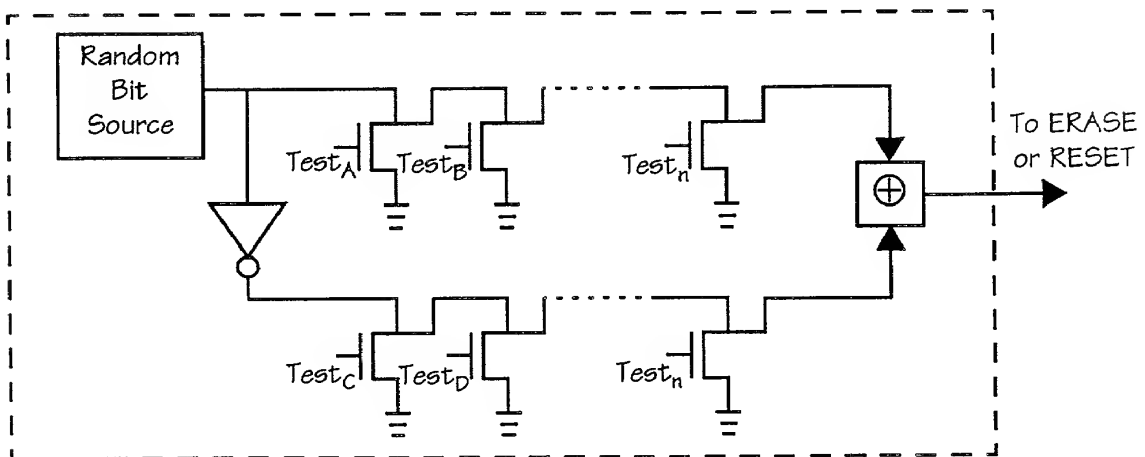 Random
Bit
Source
Test_A
Test_B
Test_n
To ERASE
or RESET
Test_C
Test_D
Test_n